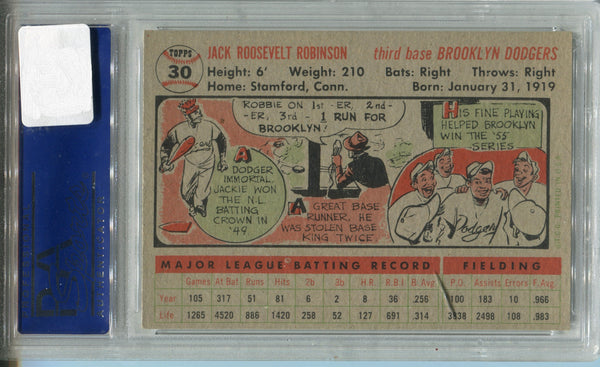 TOPPS
30
JACK ROOSEVELT ROBINSON third base BROOKLYN DODGERS
Height: 6' Weight: 210 Bats: Right Throws: Right
Home: Stamford, Conn. Born: January 31, 1919
ROBBIE ON 1st -ER, 2nd -
-ER, 3rd - 1 RUN FOR
BROOKLYN!
A
DODGER
IMMORTAL,
JACKIE WON
THE N.L.
BATTING
CROWN IN
'49.
A GREAT BASE
RUNNER, HE
WAS STOLEN BASE
KING TWICE.
HIS FINE PLAYING
HELPED BROOKLYN
WIN THE '55
SERIES
Dodgers
MAJOR LEAGUE BATTING RECORD FIELDING
Games At Bat Runs Hits 2b 3b H.R. R.B.I. B.Avg. P.O. Assists Errors F.Avg.
Year 105 317 51 81 6 2 8 36 .256 100 183 10 .966
Life 1265 4520 886 1420 258 52 127 691 .314 3938 2498 108 .983